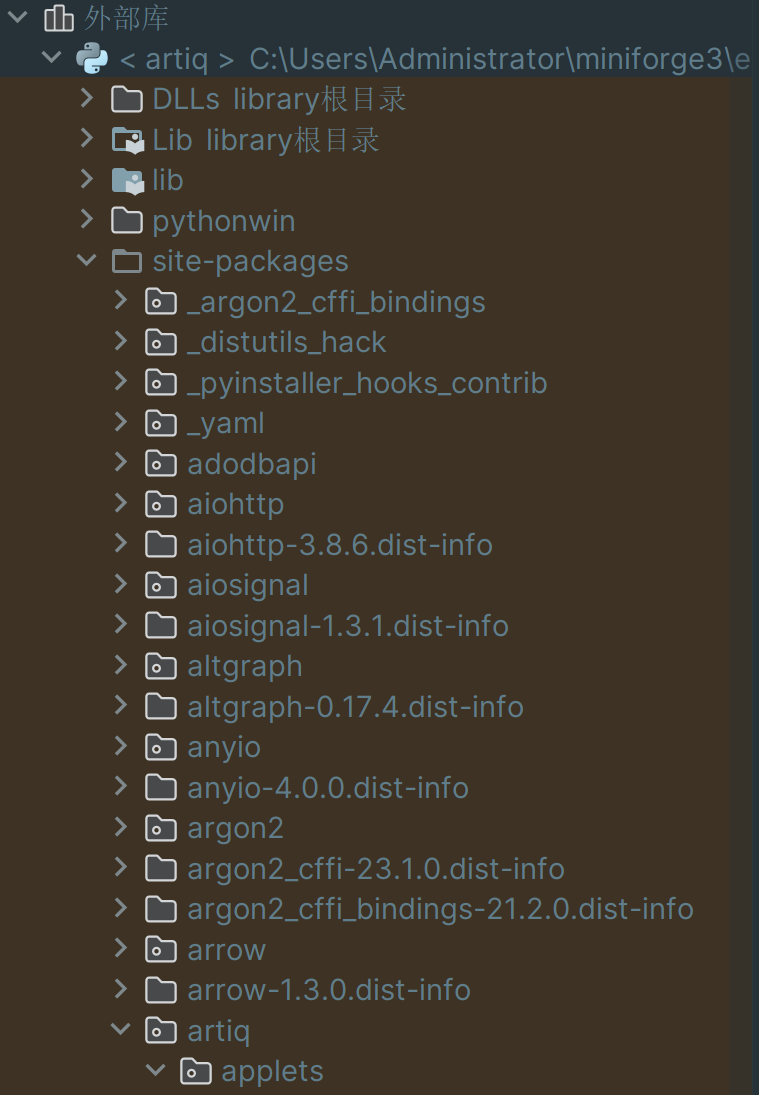 外部库
< artiq > C:\Users\Administrator\miniforge3\e
DLLs library根目录
Lib library根目录
lib
pythonwin
site-packages
_argon2_cffi_bindings
_distutils_hack
_pyinstaller_hooks_contrib
_yaml
adodbapi
aiohttp
aiohttp-3.8.6.dist-info
aiosignal
aiosignal-1.3.1.dist-info
altgraph
altgraph-0.17.4.dist-info
anyio
anyio-4.0.0.dist-info
argon2
argon2_cffi-23.1.0.dist-info
argon2_cffi_bindings-21.2.0.dist-info
arrow
arrow-1.3.0.dist-info
artiq
applets